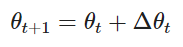 θ_{t+1} = θ_t + Δθ_t